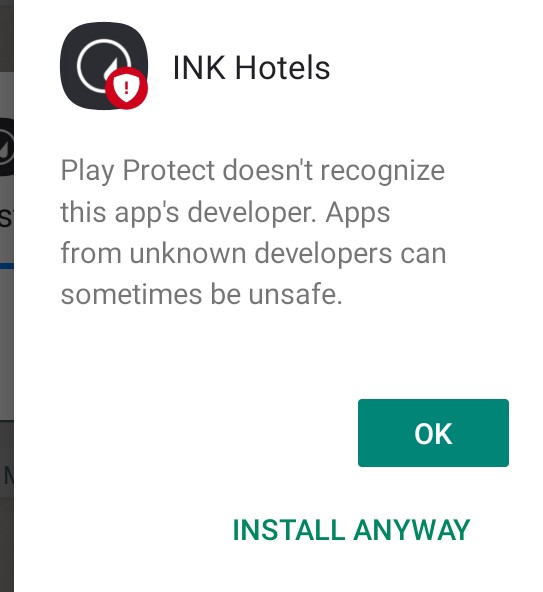 INK Hotels
Play Protect doesn't recognize
this app's developer. Apps
from unknown developers can
sometimes be unsafe.
OK
INSTALL ANYWAY